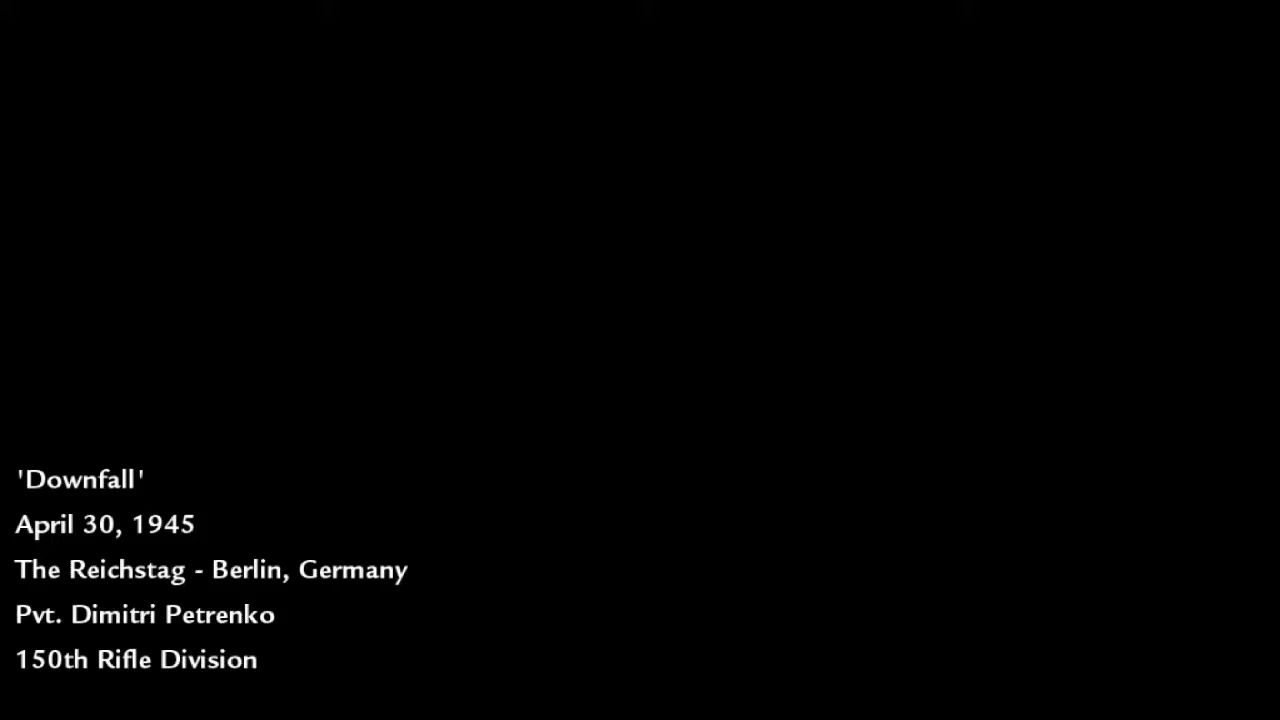 'Downfall'
April 30, 1945
The Reichstag - Berlin, Germany
Pvt. Dimitri Petrenko
150th Rifle Division